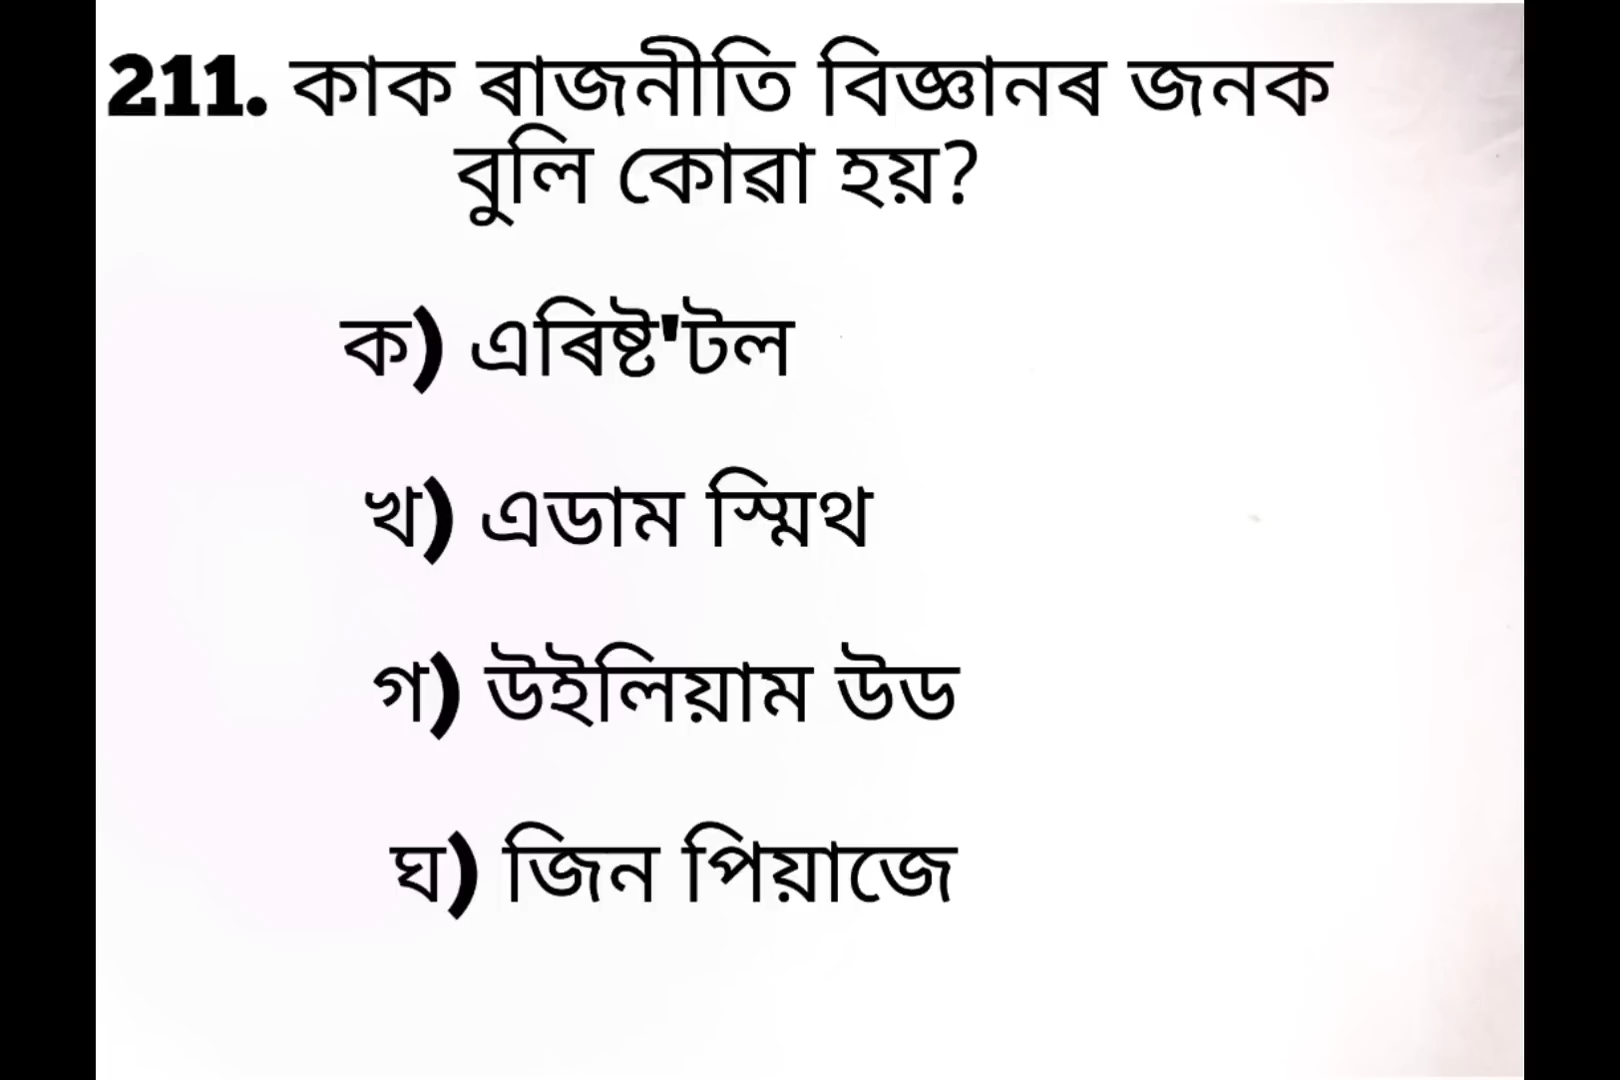 211. কাক ৰাজনীতি বিজ্ঞানৰ জনক
বুলি কোৱা হয়?
ক) এৰিষ্ট'টল
খ) এডাম স্মিথ
গ) উইলিয়াম উড
ঘ) জিন পিয়াজে